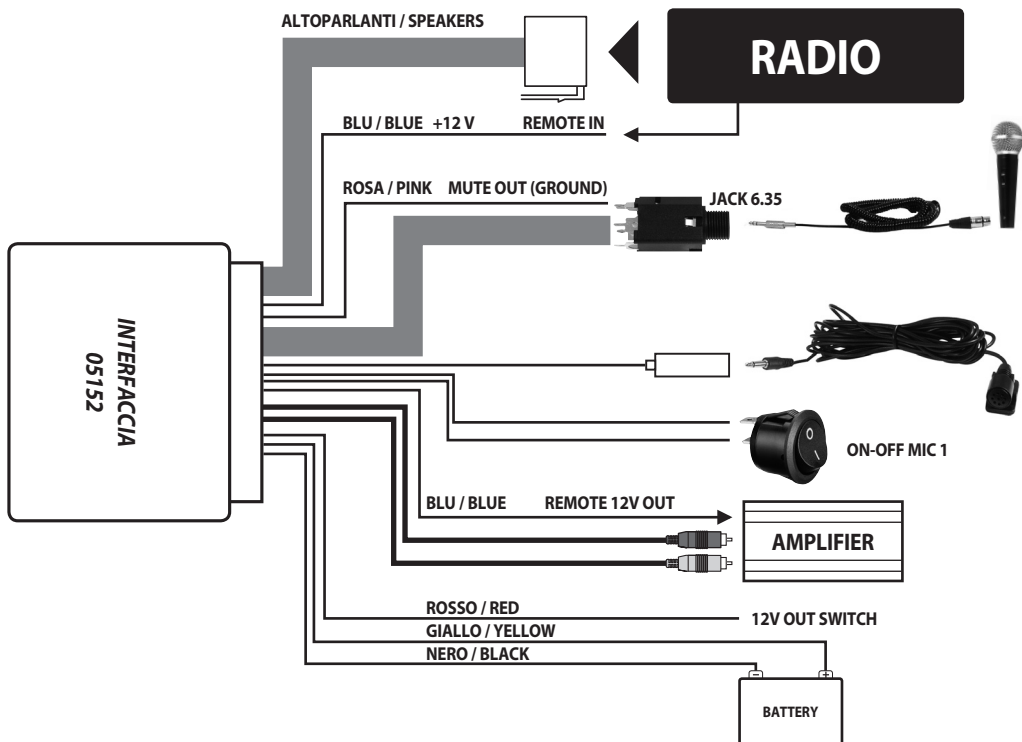 ALTOPARLANTI / SPEAKERS
RADIO
BLU / BLUE +12 V REMOTE IN
ROSA / PINK MUTE OUT (GROUND)
JACK 6.35
INTERFACCIA
05152
ON-OFF MIC 1
BLU / BLUE REMOTE 12V OUT
AMPLIFIER
ROSSO / RED
12V OUT SWITCH
GIALLO / YELLOW
NERO / BLACK
- +
BATTERY